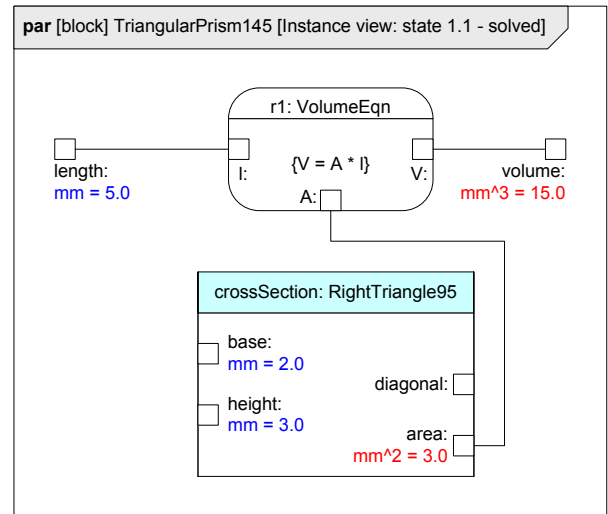 par [block] TriangularPrism145 [Instance view: state 1.1 - solved]
r1: VolumeEqn
length:
mm = 5.0
l:
{V = A * l}
V:
volume:
mm^3 = 15.0
A:
crossSection: RightTriangle95
base:
mm = 2.0
diagonal:
height:
mm = 3.0
area:
mm^2 = 3.0